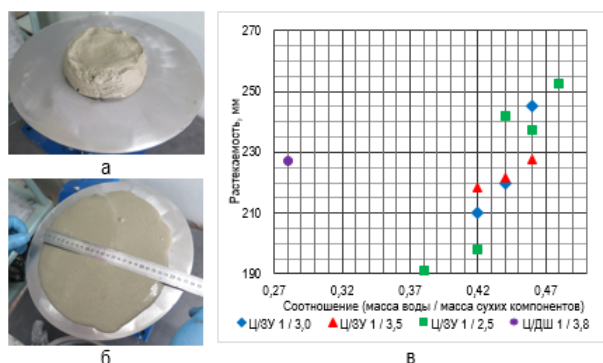 а
б
Растекаемость, мм
270
250
230
210
190
0,27
0,32
0,37
0,42
0,47
Соотношение (масса воды / масса сухих компонентов)
Ц/ЗУ 1 / 3,0
Ц/ЗУ 1 / 3,5
Ц/ЗУ 1 / 2,5
Ц/ДШ 1 / 3,8
в